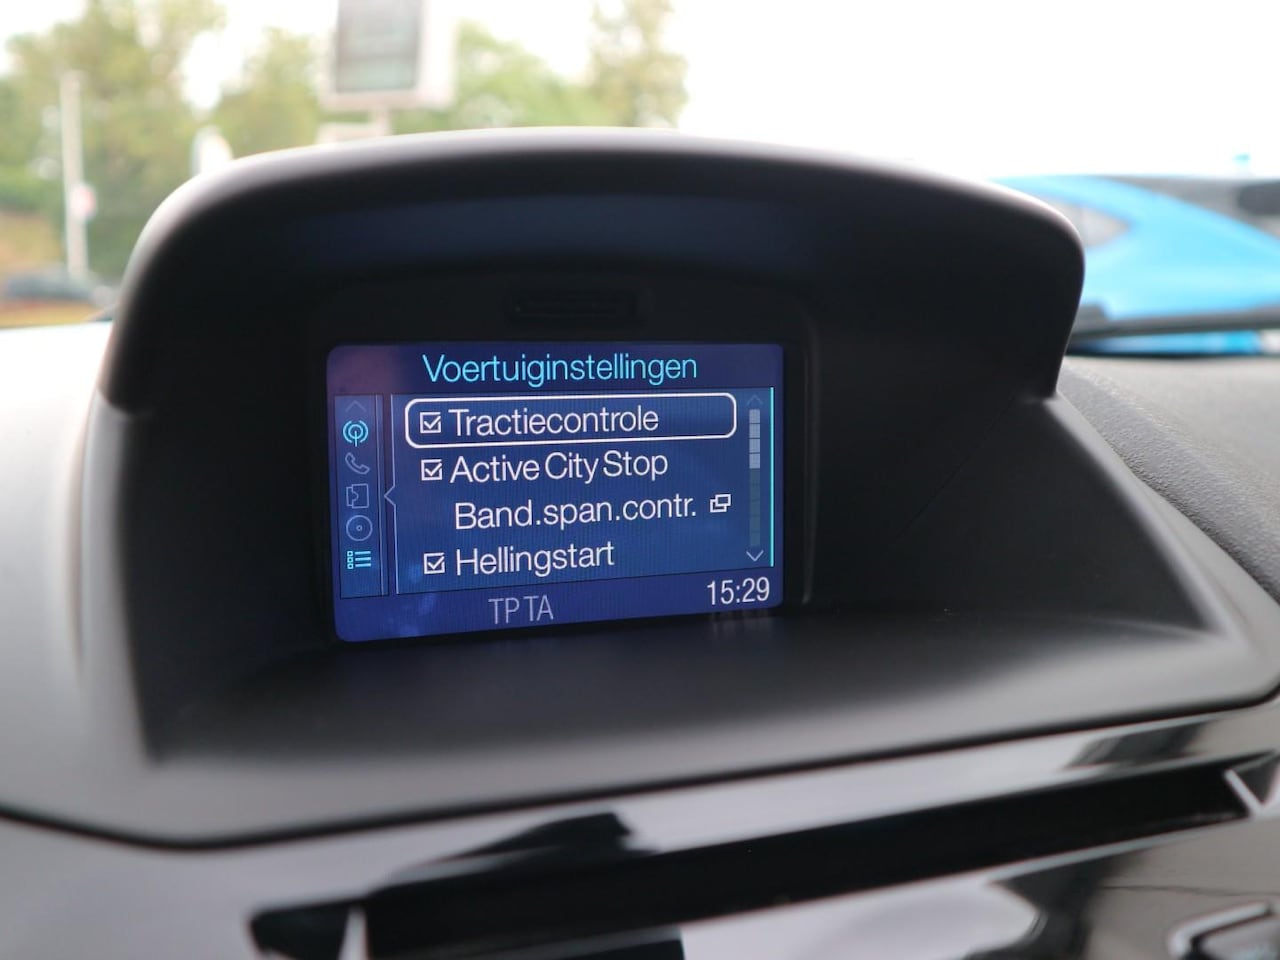 Voertuiginstellingen
Tractiecontrole
Active City Stop
Band.span.contr.
Hellingstart
TP TA
15:29